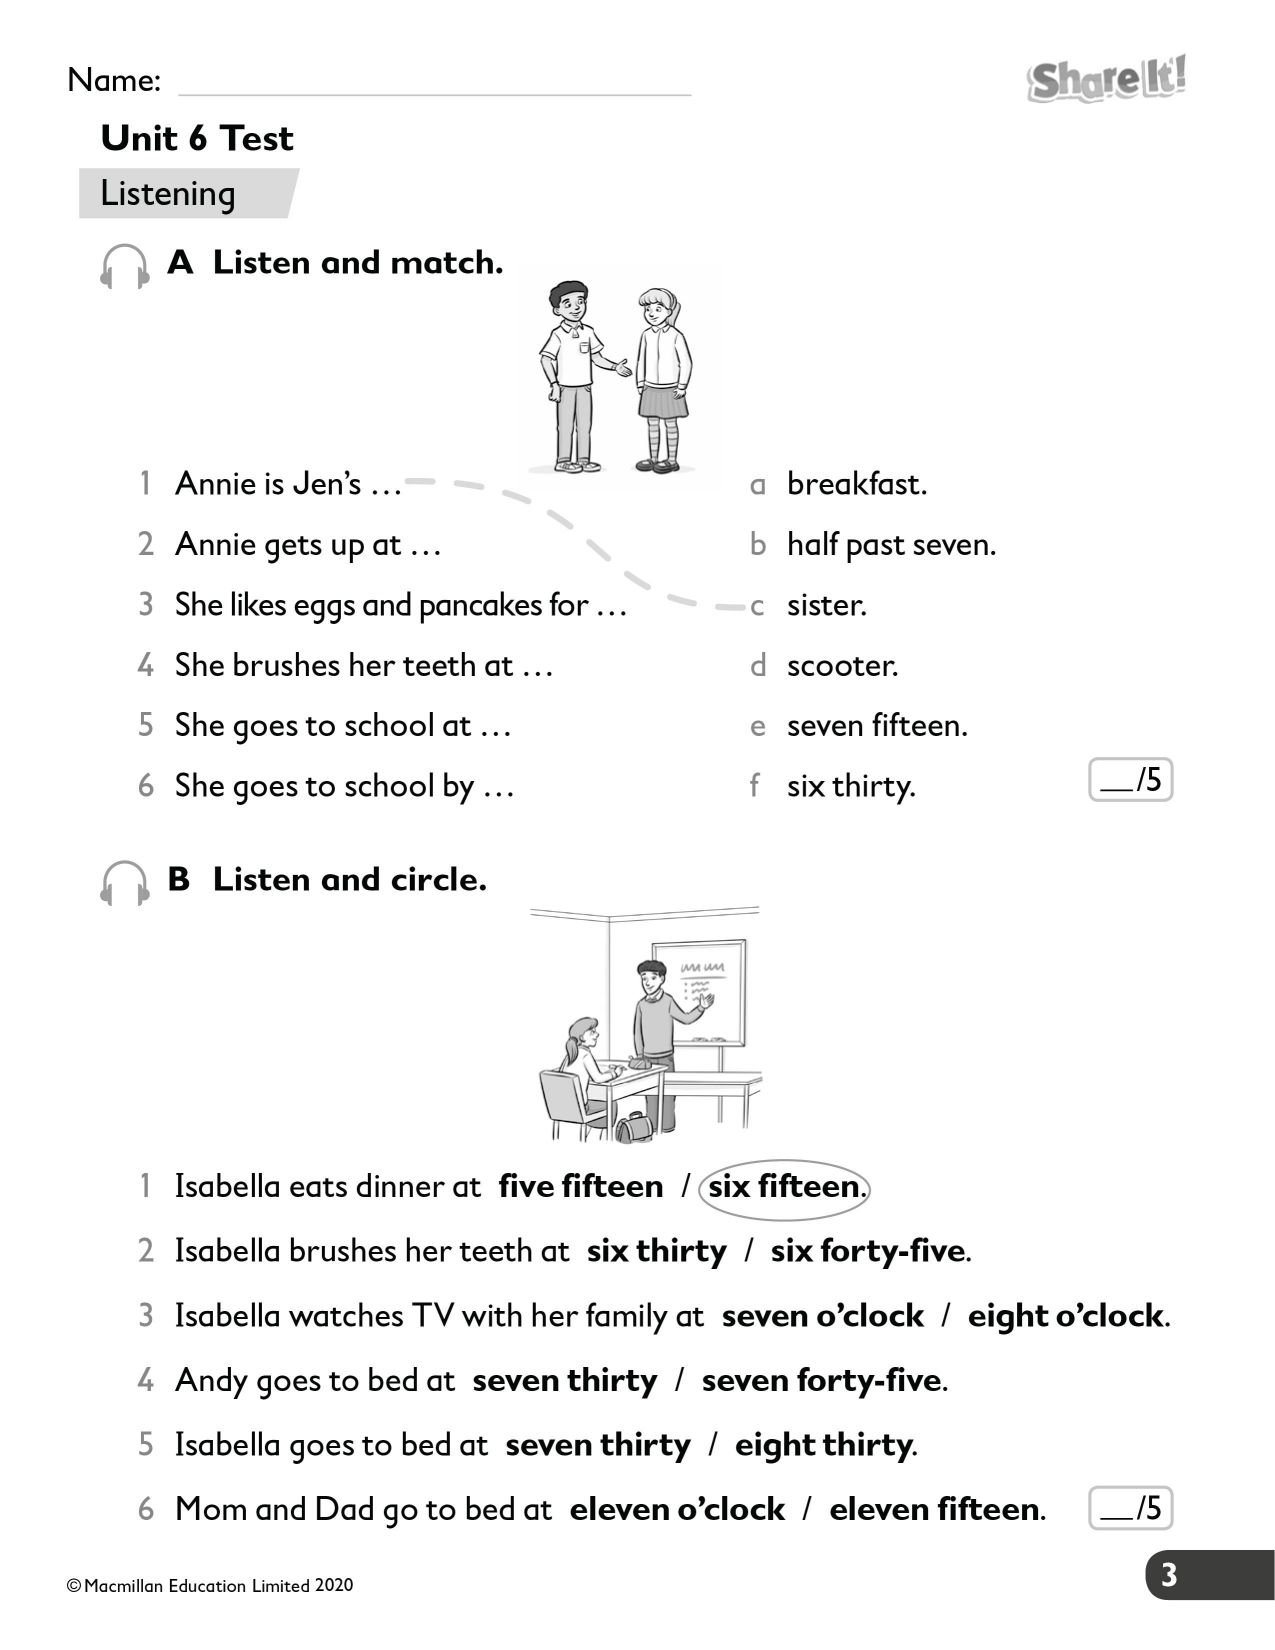 Name:
Share It!
Unit 6 Test
Listening
A Listen and match.
1 Annie is Jen's … a breakfast.
2 Annie gets up at … b half past seven.
3 She likes eggs and pancakes for … c sister.
4 She brushes her teeth at … d scooter.
5 She goes to school at … e seven fifteen.
6 She goes to school by … f six thirty.
__/5
B Listen and circle.
1 Isabella eats dinner at five fifteen / six fifteen.
2 Isabella brushes her teeth at six thirty / six forty-five.
3 Isabella watches TV with her family at seven o'clock / eight o'clock.
4 Andy goes to bed at seven thirty / seven forty-five.
5 Isabella goes to bed at seven thirty / eight thirty.
6 Mom and Dad go to bed at eleven o'clock / eleven fifteen.
__/5
© Macmillan Education Limited 2020
3